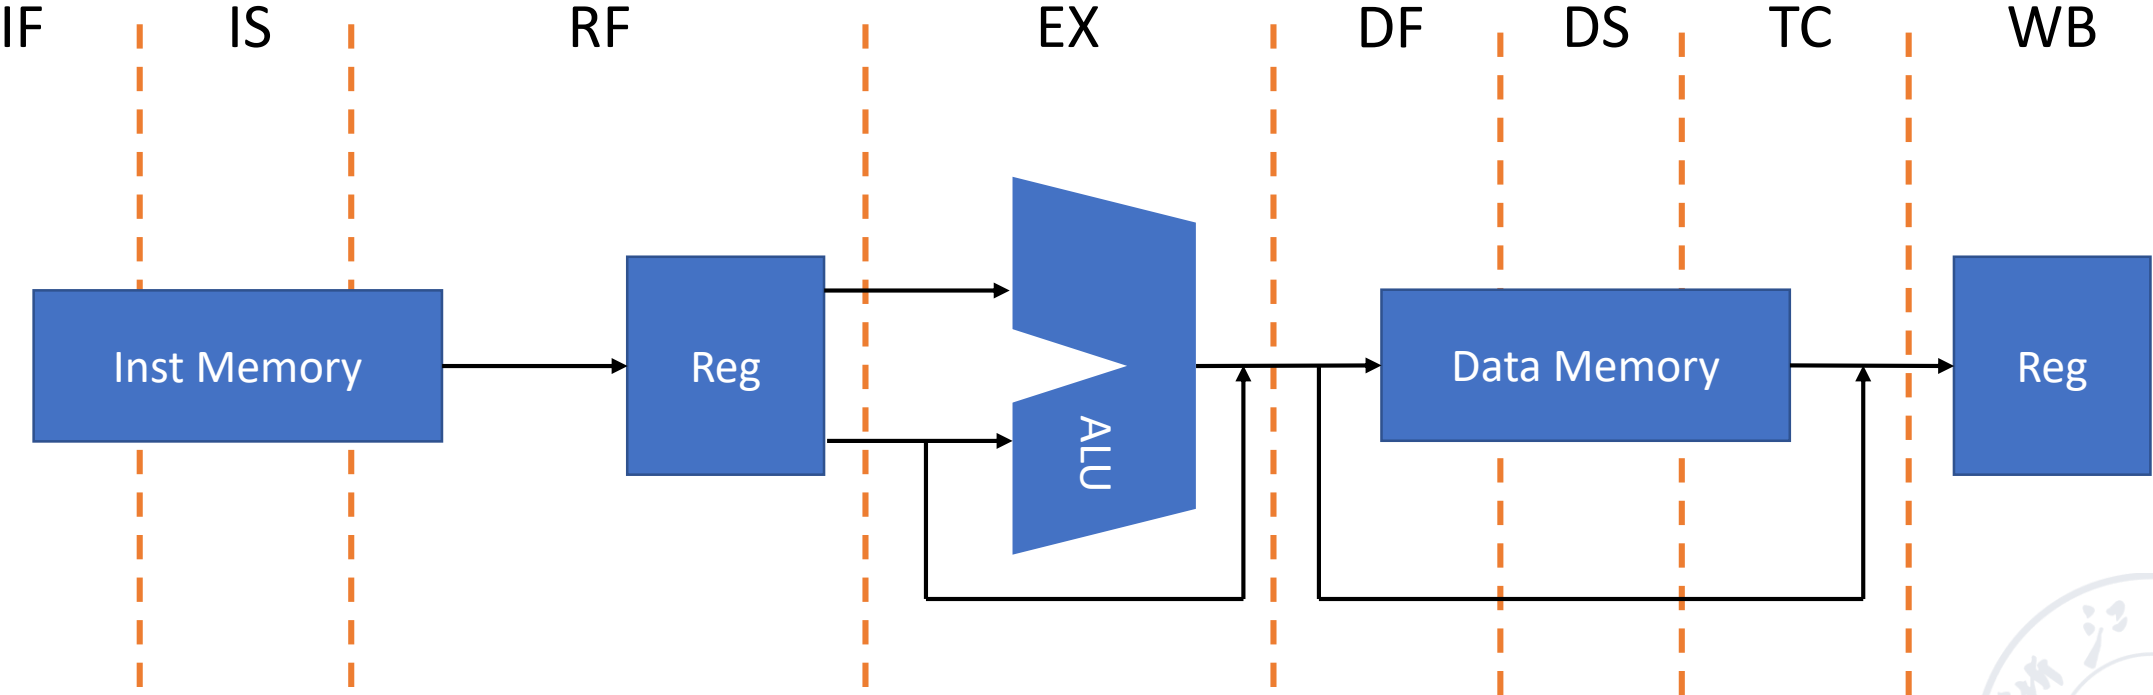 IF IS RF EX DF DS TC WB
Inst Memory
Reg
ALU
Data Memory
Reg